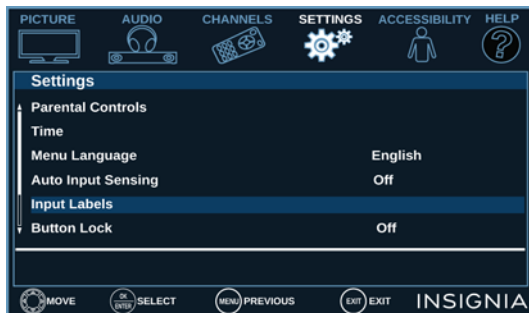 PICTURE AUDIO CHANNELS SETTINGS ACCESSIBILITY HELP
Settings
Parental Controls
Time
Menu Language English
Auto Input Sensing Off
Input Labels
Button Lock Off
MOVE OK ENTER SELECT MENU PREVIOUS EXIT EXIT INSIGNIA